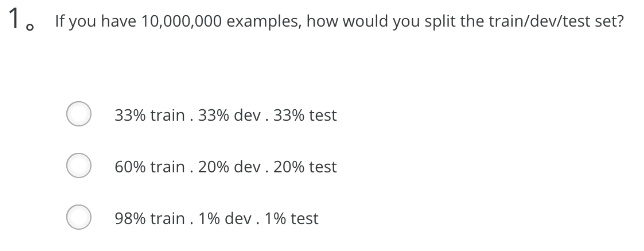 1。 If you have 10,000,000 examples, how would you split the train/dev/test set?
33% train . 33% dev . 33% test
60% train . 20% dev . 20% test
98% train . 1% dev . 1% test